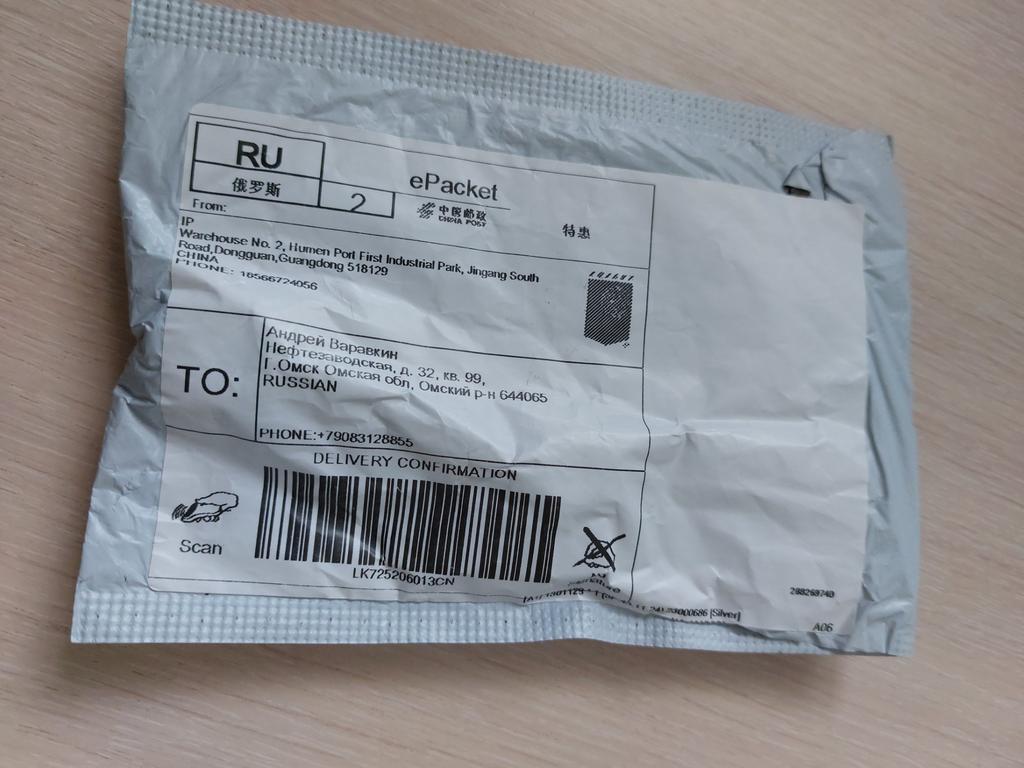 RU
俄罗斯
2
ePacket
中国邮政
CHINA POST
特惠
From:
IP
Warehouse No. 2, Humen Port First Industrial Park, Jingang South
Road,Dongguan,Guangdong 518129
CHINA
PHONE: 18566724056
TO:
Андрей Варавкин
Нефтезаводская, д. 32, кв. 99,
Г.Омск Омская обл, Омский р-н 644065
RUSSIAN
PHONE:+79083128855
DELIVERY CONFIRMATION
Scan
LK725206013CN
[Silver]
A06